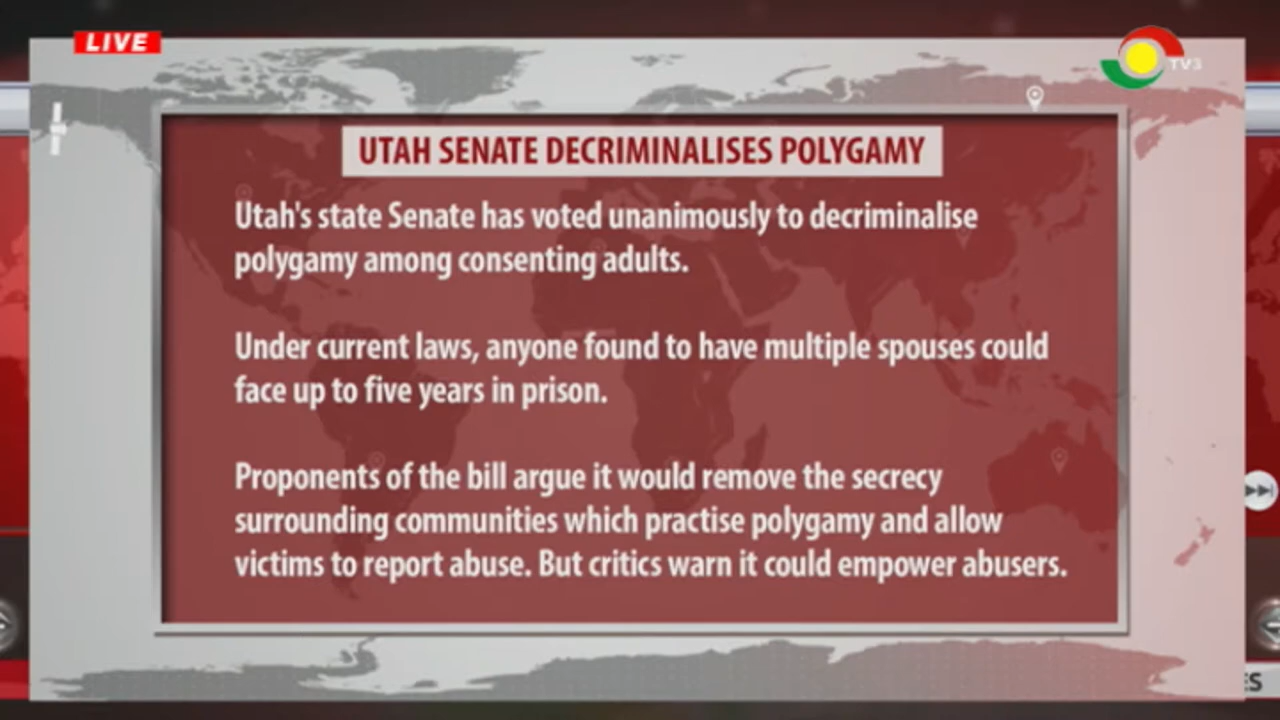 LIVE
TV3
UTAH SENATE DECRIMINALISES POLYGAMY
Utah's state Senate has voted unanimously to decriminalise
polygamy among consenting adults.
Under current laws, anyone found to have multiple spouses could
face up to five years in prison.
Proponents of the bill argue it would remove the secrecy
surrounding communities which practise polygamy and allow
victims to report abuse. But critics warn it could empower abusers.